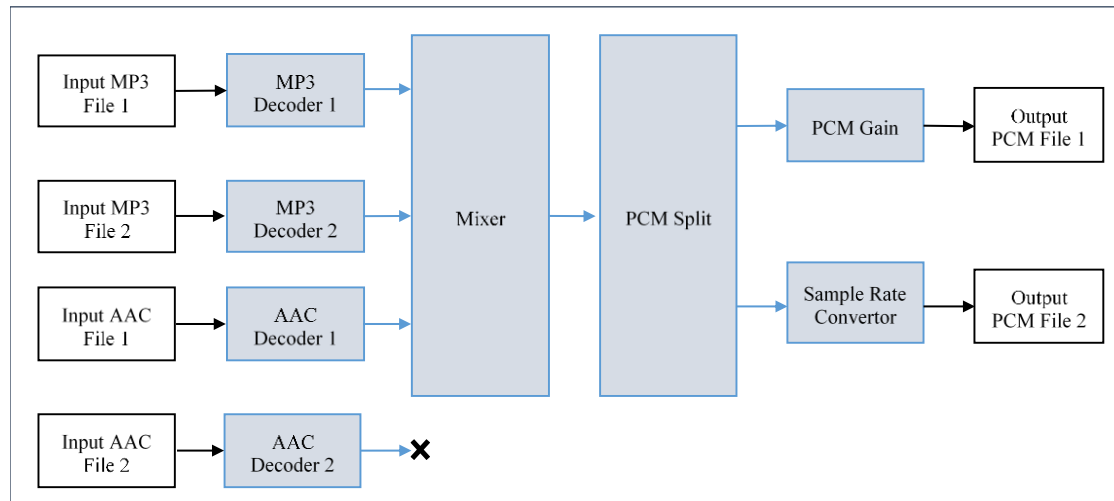 Input MP3
File 1
MP3
Decoder 1
Input MP3
File 2
MP3
Decoder 2
Input AAC
File 1
AAC
Decoder 1
Input AAC
File 2
AAC
Decoder 2
Mixer
PCM Split
PCM Gain
Output
PCM File 1
Sample Rate
Convertor
Output
PCM File 2